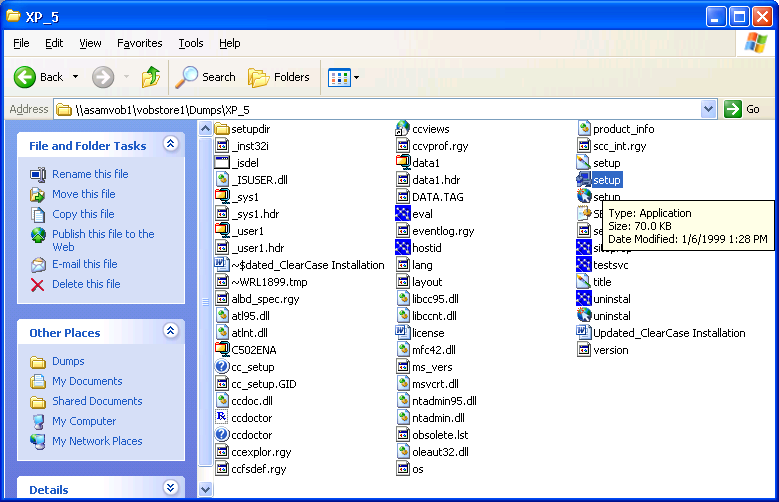 XP_5
File Edit View Favorites Tools Help
Back Search Folders
Address \\asamvob1\vobstore1\Dumps\XP_5 Go
File and Folder Tasks
Rename this file
Move this file
Copy this file
Publish this file to the
Web
E-mail this file
Delete this file
Other Places
Dumps
My Documents
Shared Documents
My Computer
My Network Places
Details
setupdir
_inst32i
_isdel
_ISUSER.dll
_sys1
_sys1.hdr
_user1
_user1.hdr
~$dated_ClearCase Installation
~WRL1899.tmp
albd_spec.rgy
atl95.dll
atlnt.dll
C502ENA
cc_setup
cc_setup.GID
ccdoc.dll
ccdoctor
ccdoctor
ccexplor.rgy
ccfsdef.rgy
ccviews
ccvprof.rgy
data1
data1.hdr
DATA.TAG
eval
eventlog.rgy
hostid
lang
layout
libcc95.dll
libccnt.dll
license
mfc42.dll
ms_vers
msvcrt.dll
ntadmin95.dll
ntadmin.dll
obsolete.lst
oleaut32.dll
os
product_info
scc_int.rgy
setup
setup
setup
Type: Application
Size: 70.0 KB
Date Modified: 1/6/1999 1:28 PM
testsvc
title
uninstal
uninstal
Updated_ClearCase Installation
version